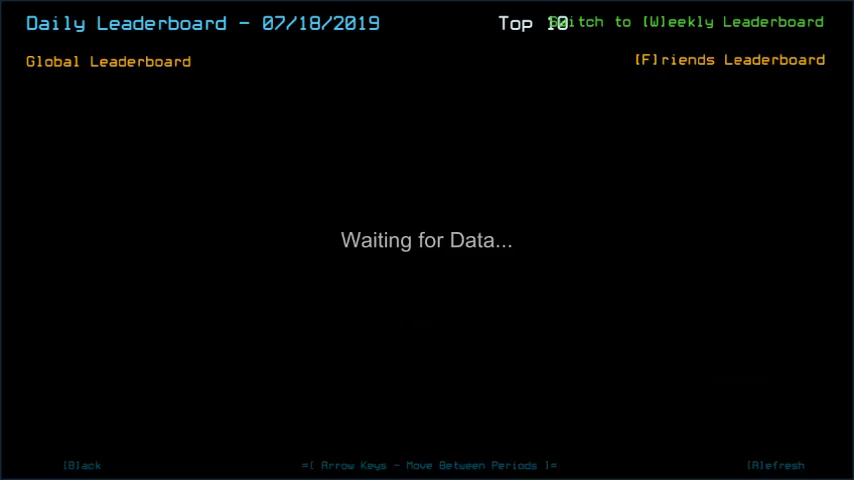 Daily Leaderboard - 07/18/2019
Top 10
Switch to [W]eekly Leaderboard
Global Leaderboard
[F]riends Leaderboard
Waiting for Data...
[B]ack
=[ Arrow Keys - Move Between Periods ]=
[R]efresh